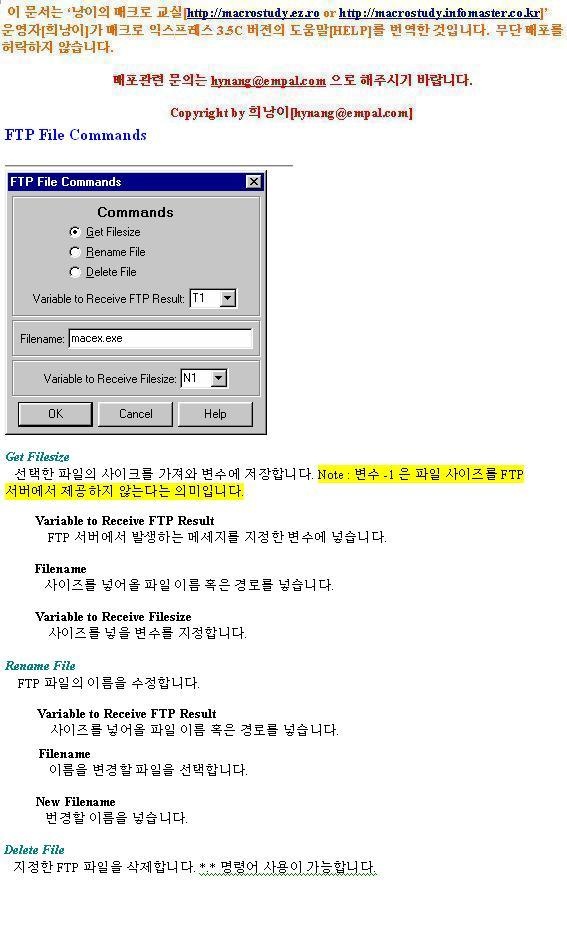 이 문서는 ‘낭이의 매크로 교실[http://macrostudy.ez.ro or http://macrostudy.infomaster.co.kr]’
운영자[희낭이]가 매크로 익스프레스 3.5C 버전의 도움말[HELP]를 번역한 것입니다. 무단 배포를
허락하지 않습니다.
배포관련 문의는 hynang@empal.com 으로 해주시기 바랍니다.
Copyright by 희낭이[hynang@empal.com]
FTP File Commands
FTP File Commands
Commands
Get Filesize
Rename File
Delete File
Variable to Receive FTP Result: T1
Filename: macex.exe
Variable to Receive Filesize: N1
OK Cancel Help
Get Filesize
선택한 파일의 사이크를 가져와 변수에 저장합니다. Note : 변수 -1 은 파일 사이즈를 FTP
서버에서 제공하지 않는다는 의미입니다.
Variable to Receive FTP Result
FTP 서버에서 발생하는 메세지를 지정한 변수에 넣습니다.
Filename
사이즈를 넣어올 파일 이름 혹은 경로를 넣습니다.
Variable to Receive Filesize
사이즈를 넣을 변수를 지정합니다.
Rename File
FTP 파일의 이름을 수정합니다.
Variable to Receive FTP Result
사이즈를 넣어올 파일 이름 혹은 경로를 넣습니다.
Filename
이름을 변경할 파일을 선택합니다.
New Filename
변경할 이름을 넣습니다.
Delete File
지정한 FTP 파일을 삭제합니다. *.* 명령어 사용이 가능합니다.